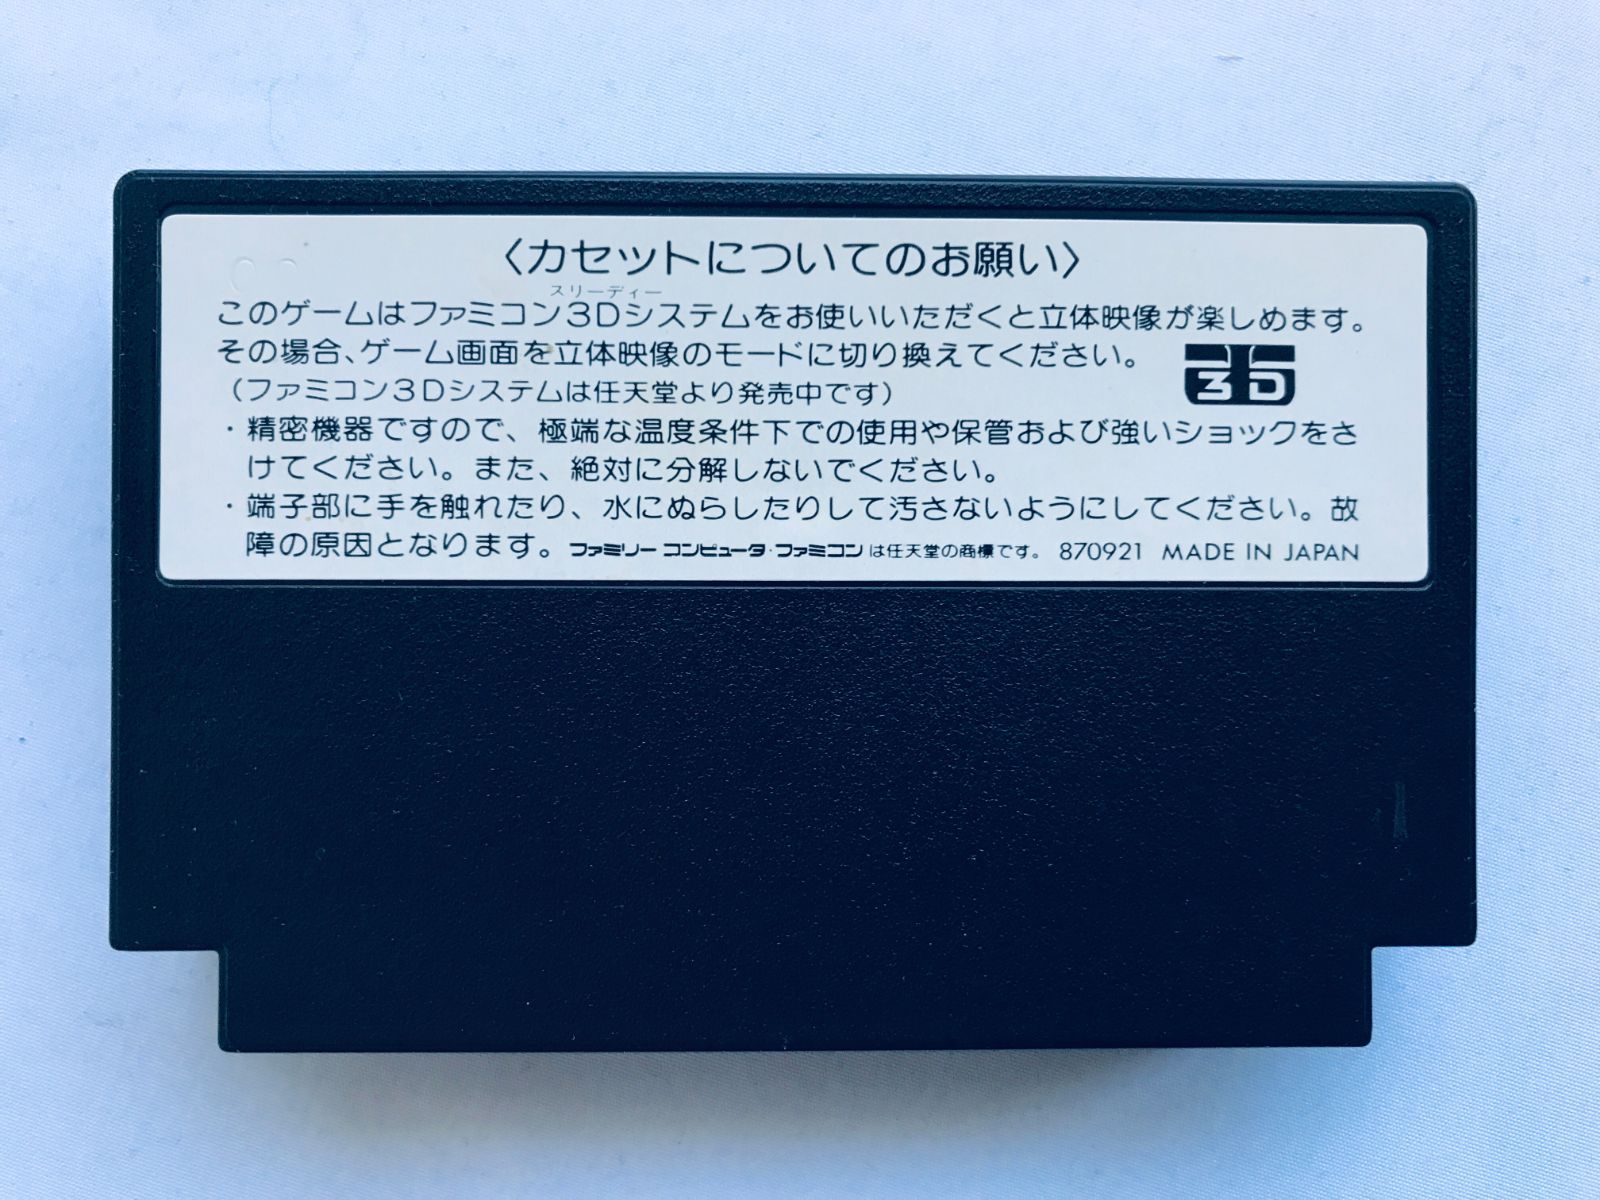 〈カセットについてのお願い〉
スリーディー
このゲームはファミコン3Dシステムをお使いいただくと立体映像が楽しめます。
その場合、ゲーム画面を立体映像のモードに切り換えてください。
3D
（ファミコン3Dシステムは任天堂より発売中です）
・精密機器ですので、極端な温度条件下での使用や保管および強いショックをさ
けてください。また、絶対に分解しないでください。
・端子部に手を触れたり、水にぬらしたりして汚さないようにしてください。故
障の原因となります。ファミリーコンピュータ・ファミコンは任天堂の商標です。 870921 MADE IN JAPAN